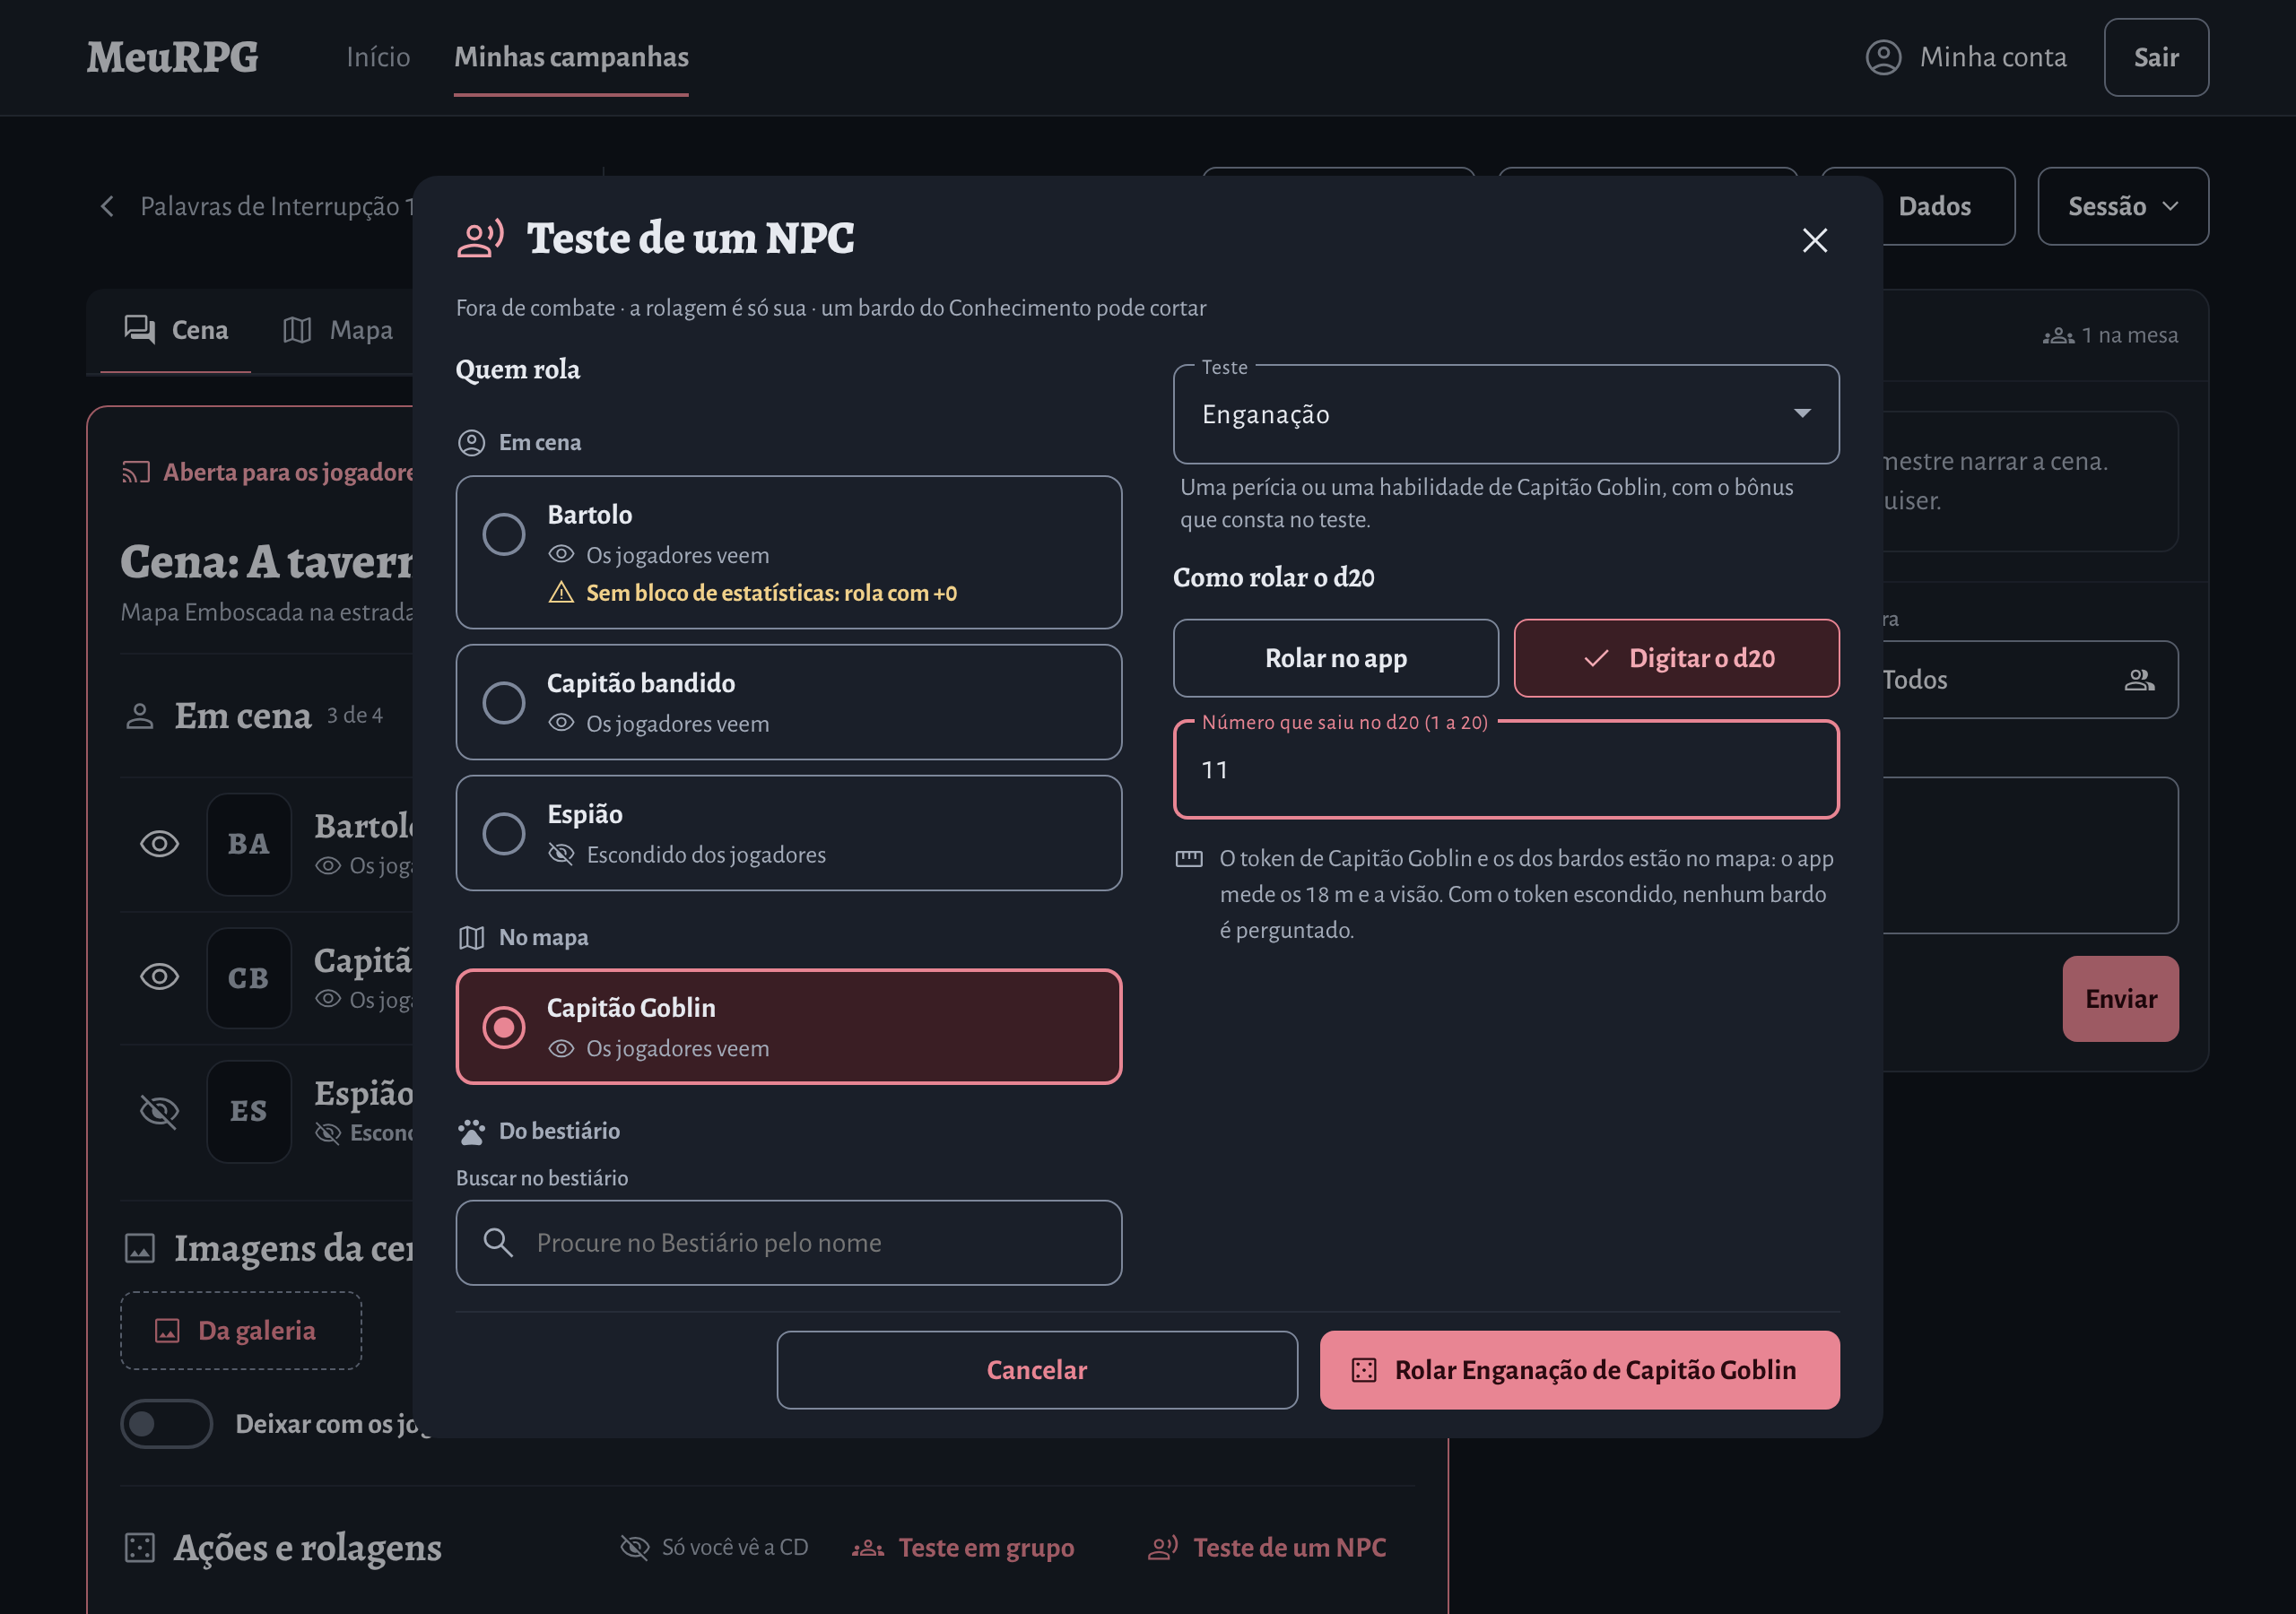 MeuRPG
Início
Minhas campanhas
Minha conta
Sair
Palavras de Interrupção 1
Dados
Sessão
Cena
Mapa
1 na mesa
Aberta para os jogadore
Cena: A taverr
Mapa Emboscada na estrada
Em cena 3 de 4
BA
Bartolo
Os jog
CB
Capitã
Os jog
ES
Espião
Escond
Imagens da cer
Da galeria
Deixar com os jog
Ações e rolagens
Só você vê a CD
Teste em grupo
Teste de um NPC
mestre narrar a cena.
uiser.
ra
Todos
Enviar
Teste de um NPC
Fora de combate · a rolagem é só sua · um bardo do Conhecimento pode cortar
Quem rola
Em cena
Bartolo
Os jogadores veem
Sem bloco de estatísticas: rola com +0
Capitão bandido
Os jogadores veem
Espião
Escondido dos jogadores
No mapa
Capitão Goblin
Os jogadores veem
Do bestiário
Buscar no bestiário
Procure no Bestiário pelo nome
Teste
Enganação
Uma perícia ou uma habilidade de Capitão Goblin, com o bônus
que consta no teste.
Como rolar o d20
Rolar no app
Digitar o d20
Número que saiu no d20 (1 a 20)
11
O token de Capitão Goblin e os dos bardos estão no mapa: o app
mede os 18 m e a visão. Com o token escondido, nenhum bardo
é perguntado.
Cancelar
Rolar Enganação de Capitão Goblin